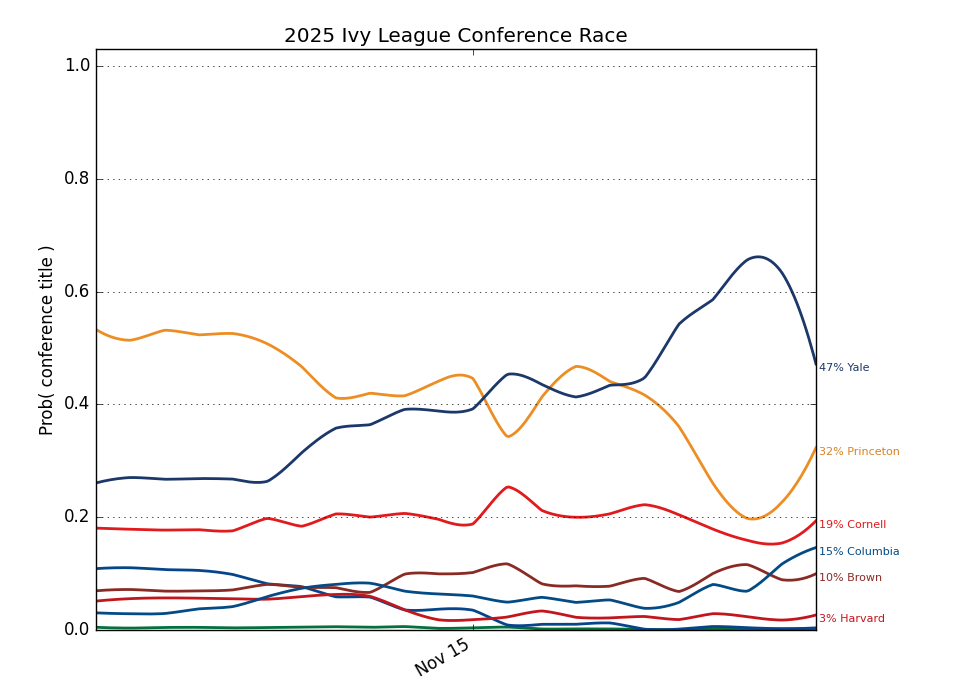 2025 Ivy League Conference Race
1.0
0.8
0.6
0.4
0.2
0.0
Prob( conference title )
Nov 15
47% Yale
32% Princeton
19% Cornell
15% Columbia
10% Brown
3% Harvard